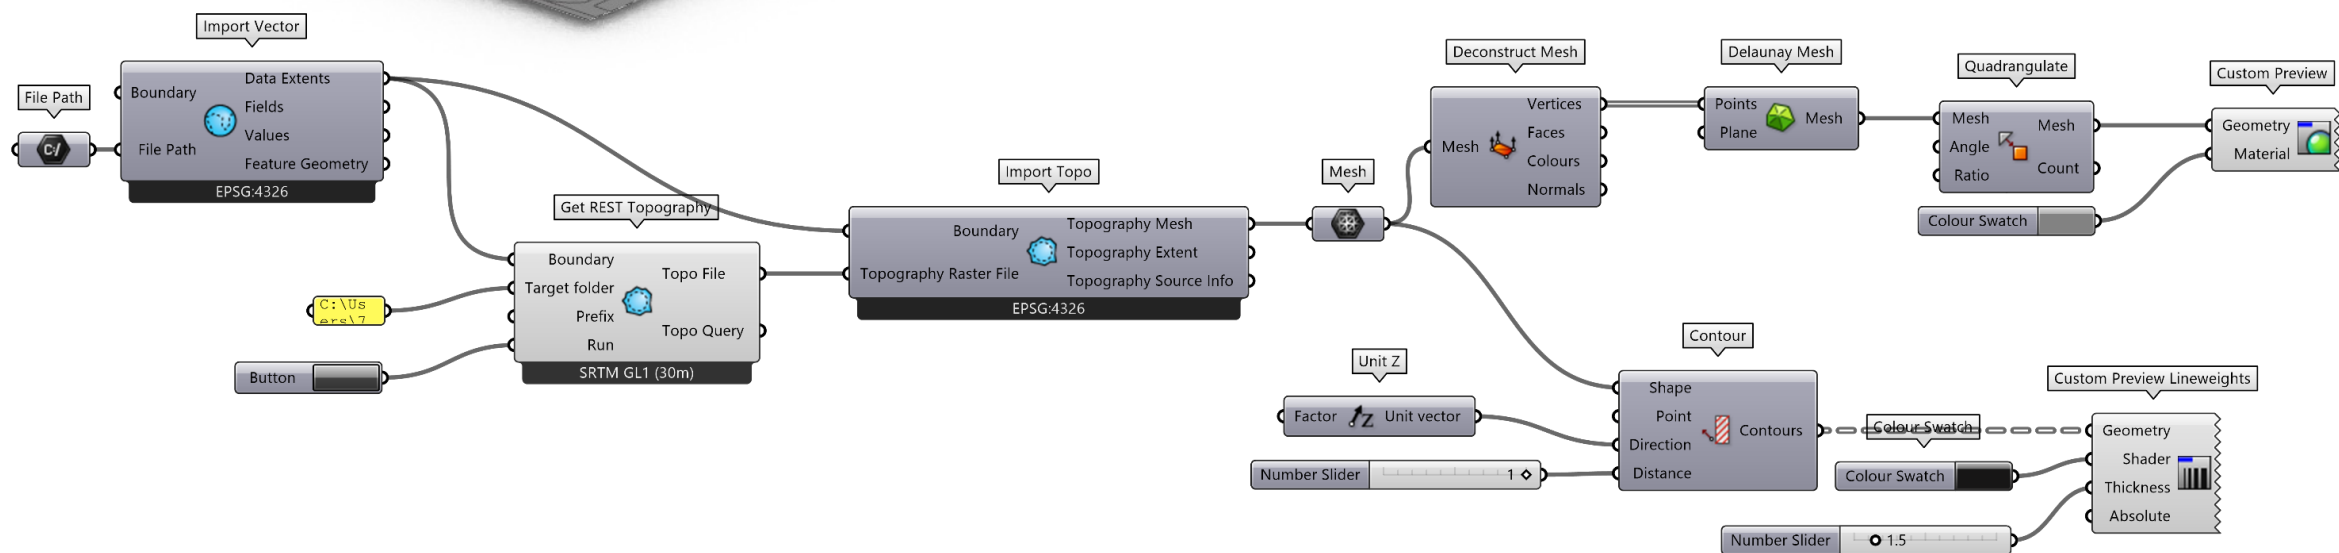 Import Vector
File Path
C:/
Boundary
File Path
Data Extents
Fields
Values
Feature Geometry
EPSG:4326
Get REST Topography
Boundary
Target folder
Prefix
Run
Topo File
Topo Query
SRTM GL1 (30m)
C:\Us
ers\7
Button
Import Topo
Boundary
Topography Raster File
Topography Mesh
Topography Extent
Topography Source Info
EPSG:4326
Mesh
Deconstruct Mesh
Mesh
Vertices
Faces
Colours
Normals
Delaunay Mesh
Points
Plane
Mesh
Quadrangulate
Mesh
Angle
Ratio
Mesh
Count
Colour Swatch
Custom Preview
Geometry
Material
Unit Z
Factor
Z
Unit vector
Number Slider
1
Contour
Shape
Point
Direction
Distance
Contours
Colour Swatch
Colour Swatch
Number Slider
1.5
Custom Preview Lineweights
Geometry
Shader
Thickness
Absolute